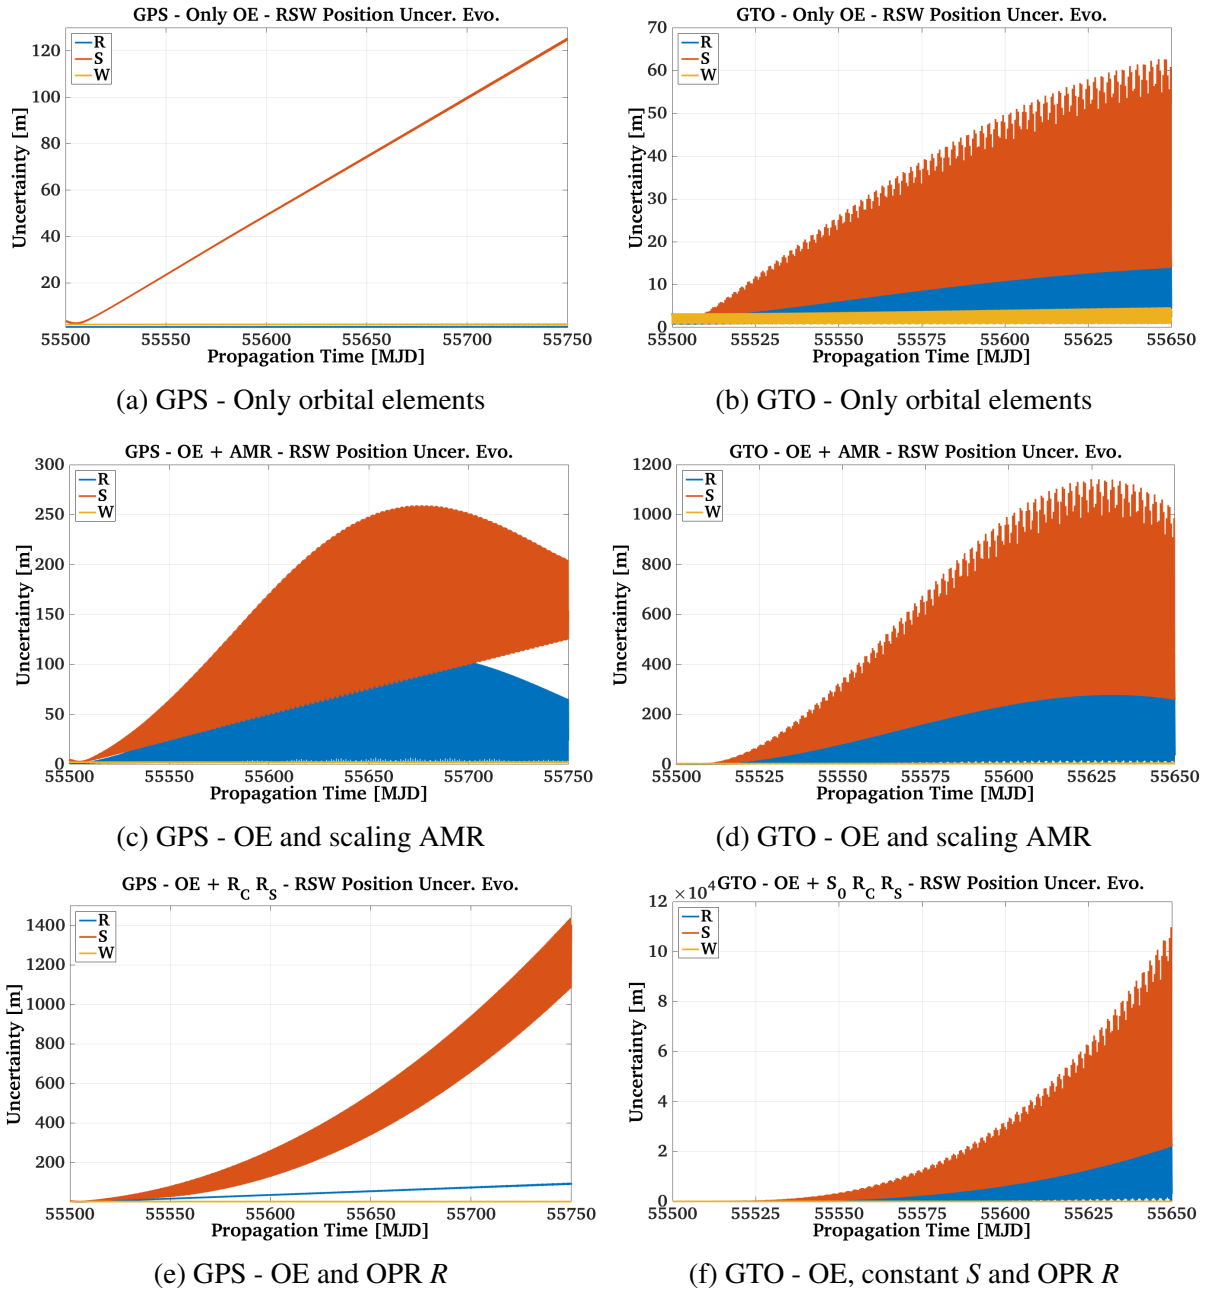 GPS - Only OE - RSW Position Uncer. Evo.
R
S
W
120
100
80
60
40
20
55500 55550 55600 55650 55700 55750
Uncertainty [m]
Propagation Time [MJD]
(a) GPS - Only orbital elements
GTO - Only OE - RSW Position Uncer. Evo.
R
S
W
70
60
50
40
30
20
10
0
55500 55525 55550 55575 55600 55625 55650
Uncertainty [m]
Propagation Time [MJD]
(b) GTO - Only orbital elements
GPS - OE + AMR - RSW Position Uncer. Evo.
R
S
W
300
250
200
150
100
50
0
55500 55550 55600 55650 55700 55750
Uncertainty [m]
Propagation Time [MJD]
(c) GPS - OE and scaling AMR
GTO - OE + AMR - RSW Position Uncer. Evo.
R
S
W
1200
1000
800
600
400
200
0
55500 55525 55550 55575 55600 55625 55650
Uncertainty [m]
Propagation Time [MJD]
(d) GTO - OE and scaling AMR
GPS - OE + R_C R_S - RSW Position Uncer. Evo.
R
S
W
1400
1200
1000
800
600
400
200
55500 55550 55600 55650 55700 55750
Uncertainty [m]
Propagation Time [MJD]
(e) GPS - OE and OPR R
×10^4 GTO - OE + S_0 R_C R_S - RSW Position Uncer. Evo.
R
S
W
12
10
8
6
4
2
0
55500 55525 55550 55575 55600 55625 55650
Uncertainty [m]
Propagation Time [MJD]
(f) GTO - OE, constant S and OPR R